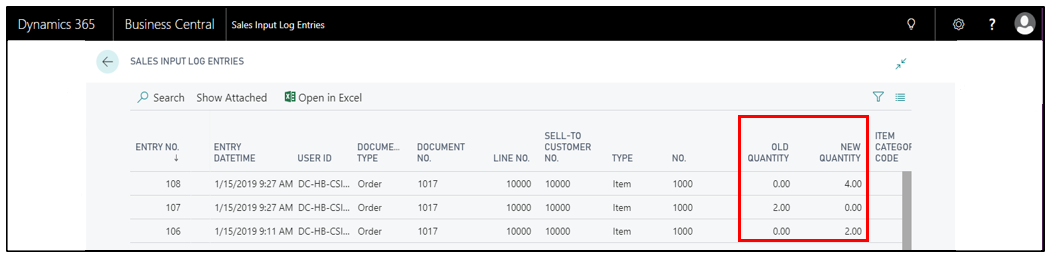 Dynamics 365 Business Central Sales Input Log Entries ?
SALES INPUT LOG ENTRIES
Search Show Attached Open in Excel
ENTRY NO. ↓ ENTRY DATETIME USER ID DOCUME... TYPE DOCUMENT NO. LINE NO. SELL-TO CUSTOMER NO. TYPE NO. OLD QUANTITY NEW QUANTITY ITEM CATEGOR CODE
108 1/15/2019 9:27 AM DC-HB-CSI... Order 1017 10000 10000 Item 1000 0.00 4.00
107 1/15/2019 9:27 AM DC-HB-CSI... Order 1017 10000 10000 Item 1000 2.00 0.00
106 1/15/2019 9:11 AM DC-HB-CSI... Order 1017 10000 10000 Item 1000 0.00 2.00